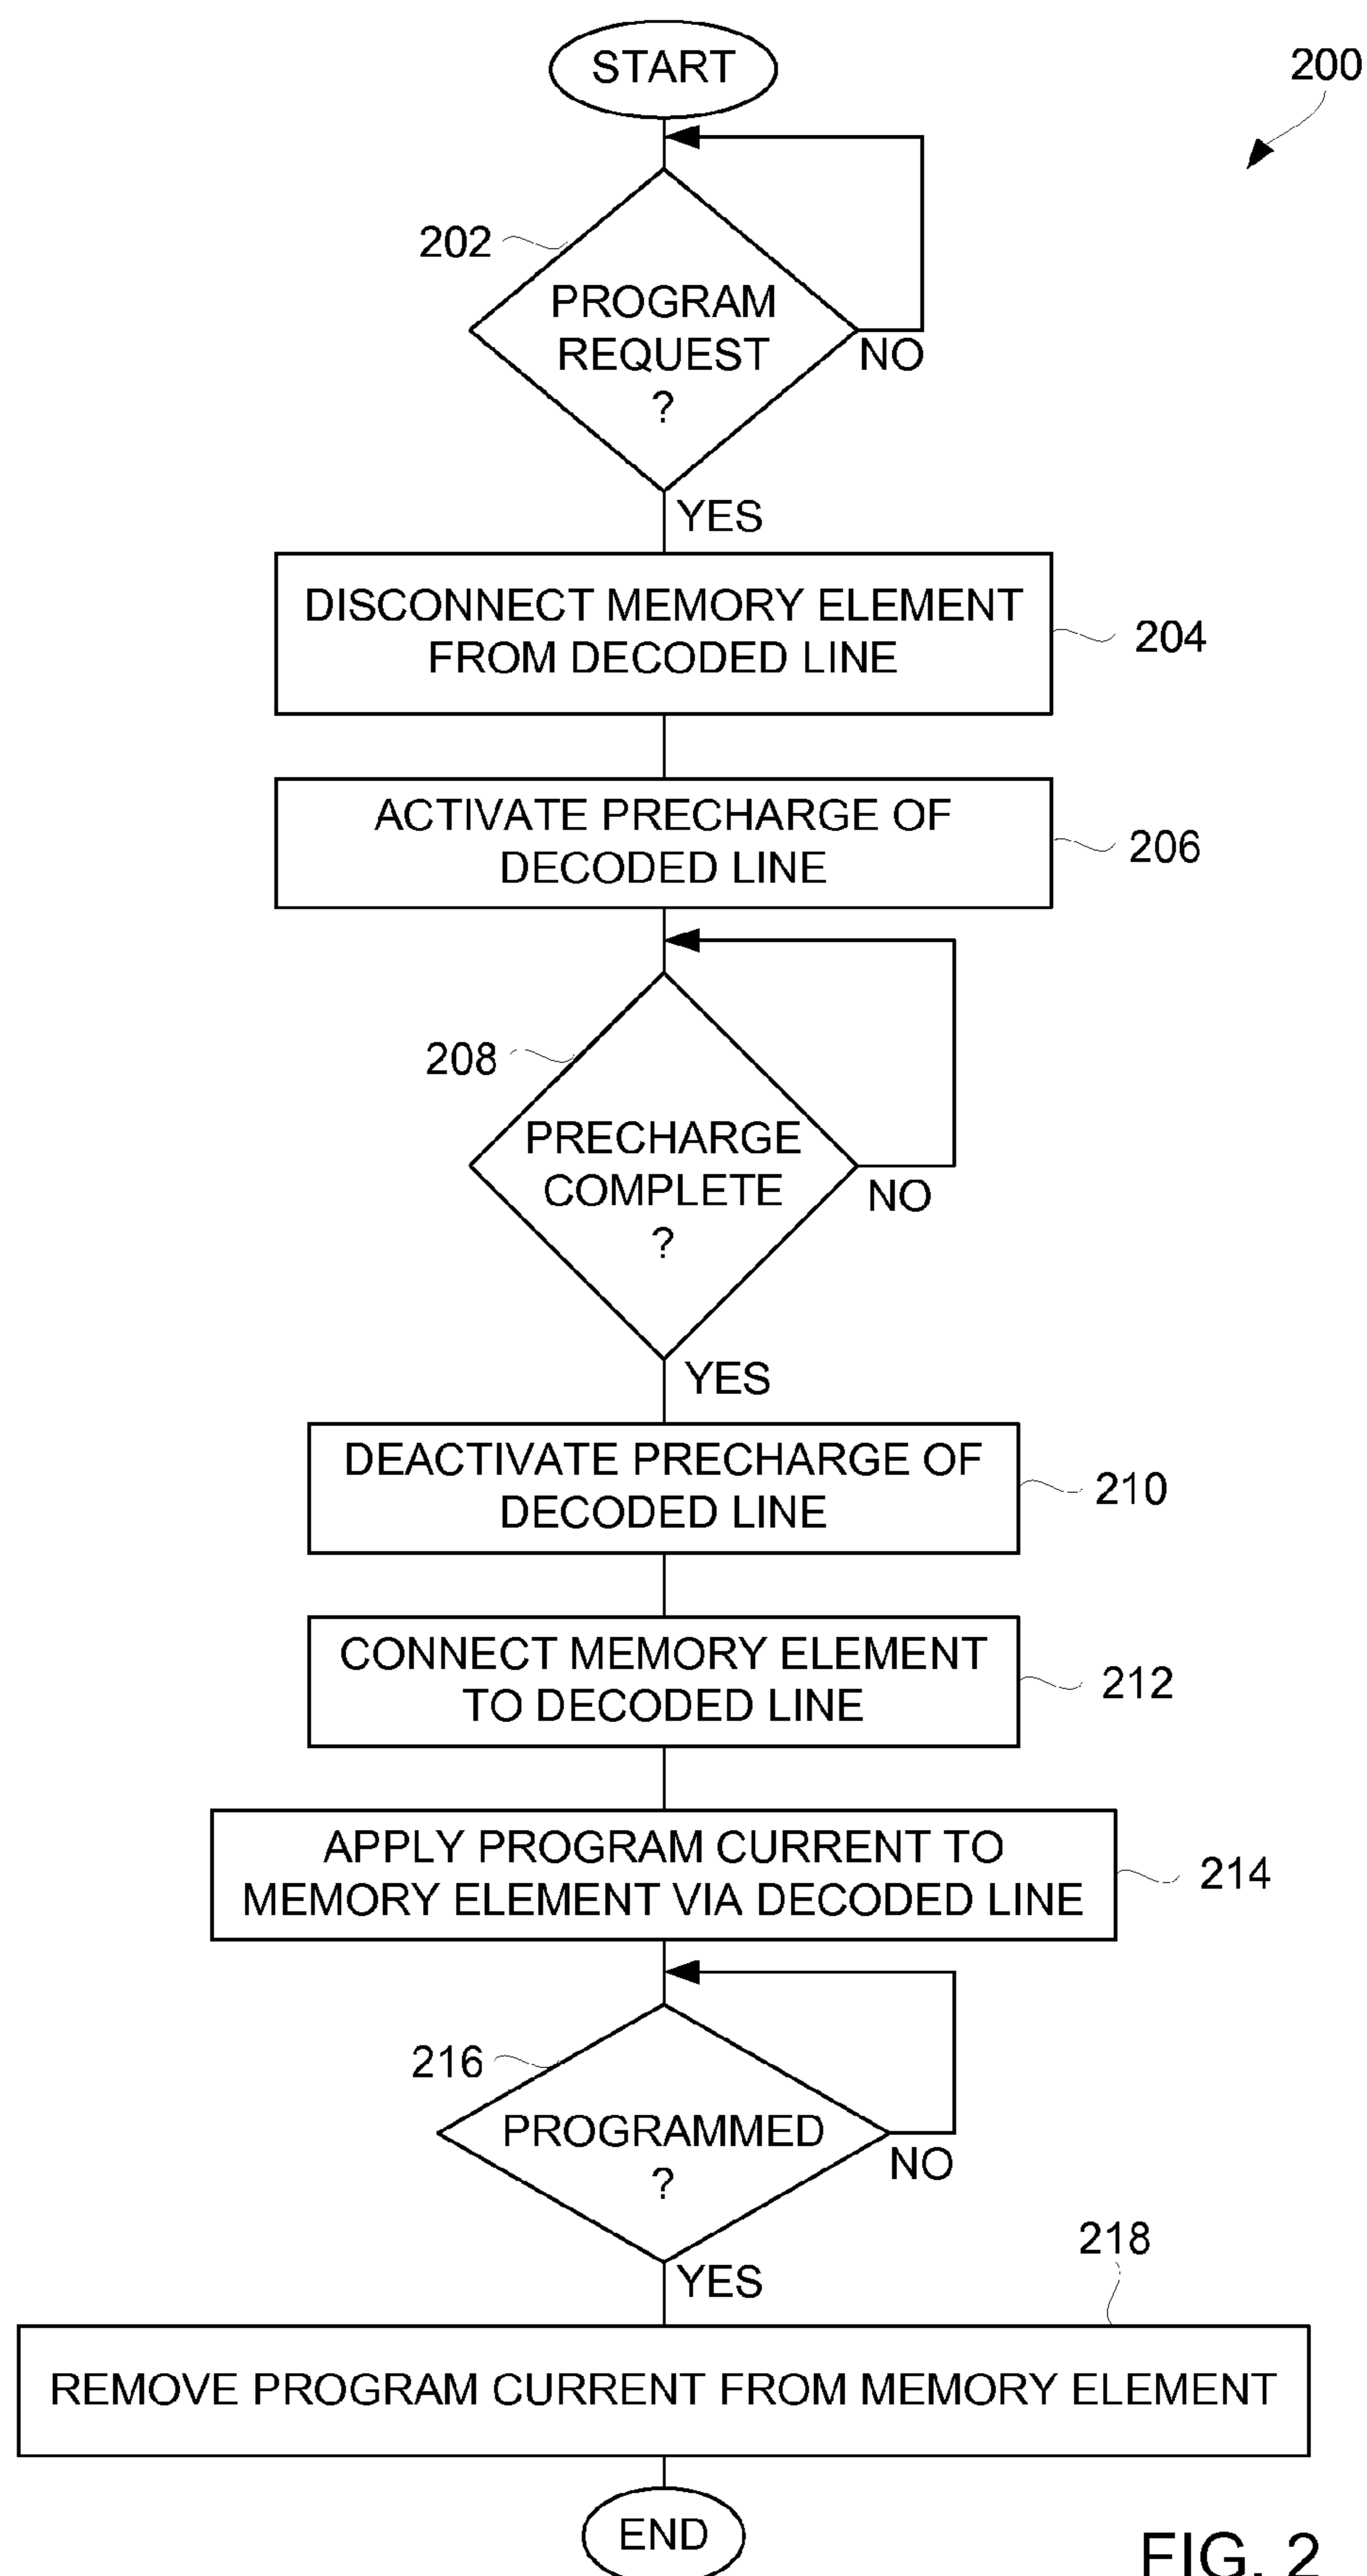 START
200
202
PROGRAM
REQUEST
?
NO
YES
DISCONNECT MEMORY ELEMENT
FROM DECODED LINE
204
ACTIVATE PRECHARGE OF
DECODED LINE
206
208
PRECHARGE
COMPLETE
?
NO
YES
DEACTIVATE PRECHARGE OF
DECODED LINE
210
CONNECT MEMORY ELEMENT
TO DECODED LINE
212
APPLY PROGRAM CURRENT TO
MEMORY ELEMENT VIA DECODED LINE
214
216
PROGRAMMED
?
NO
YES
218
REMOVE PROGRAM CURRENT FROM MEMORY ELEMENT
END
FIG. 2